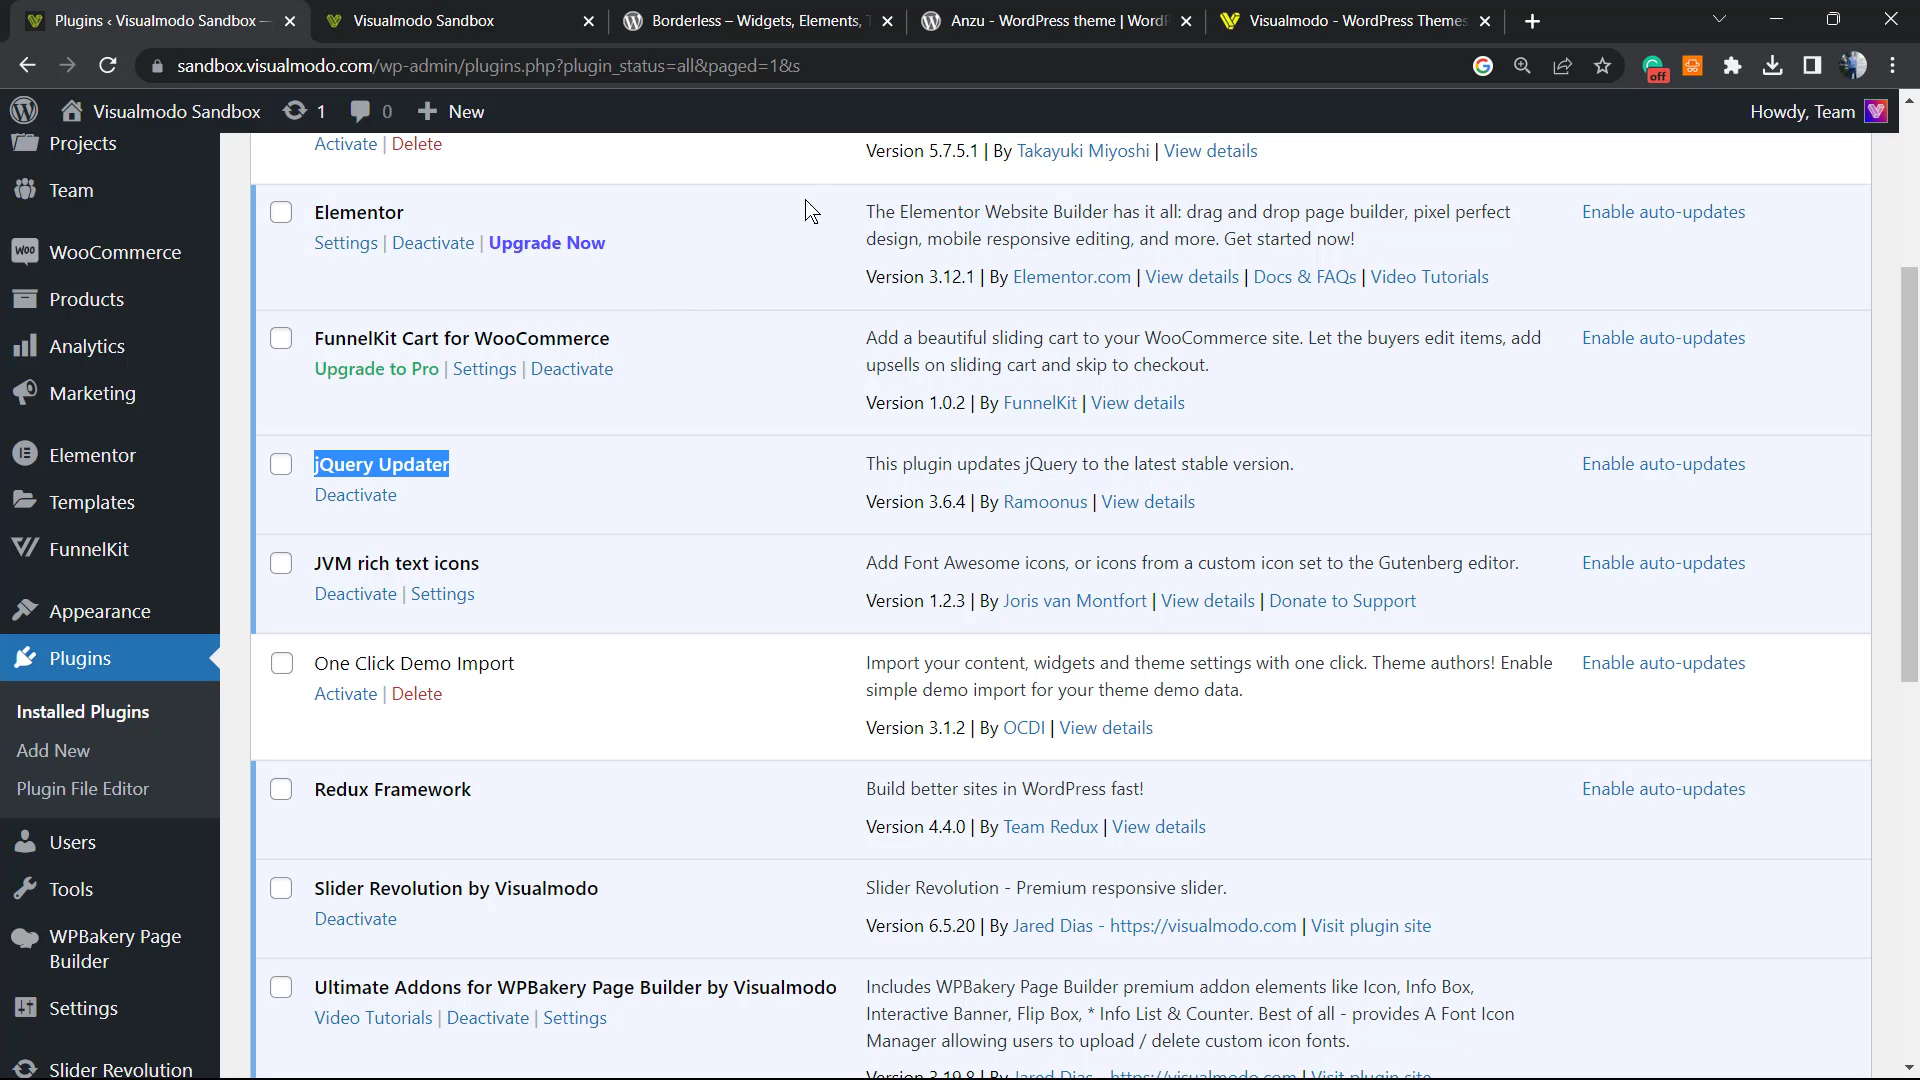 Plugins ‹ Visualmodo Sandbox —
Visualmodo Sandbox
Borderless – Widgets, Elements,
Anzu - WordPress theme | Word
Visualmodo - WordPress Themes
sandbox.visualmodo.com/wp-admin/plugins.php?plugin_status=all&paged=1&s
off
Visualmodo Sandbox
1
0
New
Howdy, Team
Projects
Team
WooCommerce
Products
Analytics
Marketing
Elementor
Templates
FunnelKit
Appearance
Plugins
Installed Plugins
Add New
Plugin File Editor
Users
Tools
WPBakery Page
Builder
Settings
Slider Revolution
Activate | Delete
Version 5.7.5.1 | By Takayuki Miyoshi | View details
Elementor
Settings | Deactivate | Upgrade Now
The Elementor Website Builder has it all: drag and drop page builder, pixel perfect
design, mobile responsive editing, and more. Get started now!
Version 3.12.1 | By Elementor.com | View details | Docs & FAQs | Video Tutorials
Enable auto-updates
FunnelKit Cart for WooCommerce
Upgrade to Pro | Settings | Deactivate
Add a beautiful sliding cart to your WooCommerce site. Let the buyers edit items, add
upsells on sliding cart and skip to checkout.
Version 1.0.2 | By FunnelKit | View details
Enable auto-updates
jQuery Updater
Deactivate
This plugin updates jQuery to the latest stable version.
Version 3.6.4 | By Ramoonus | View details
Enable auto-updates
JVM rich text icons
Deactivate | Settings
Add Font Awesome icons, or icons from a custom icon set to the Gutenberg editor.
Version 1.2.3 | By Joris van Montfort | View details | Donate to Support
Enable auto-updates
One Click Demo Import
Activate | Delete
Import your content, widgets and theme settings with one click. Theme authors! Enable
simple demo import for your theme demo data.
Version 3.1.2 | By OCDI | View details
Enable auto-updates
Redux Framework
Build better sites in WordPress fast!
Version 4.4.0 | By Team Redux | View details
Enable auto-updates
Slider Revolution by Visualmodo
Deactivate
Slider Revolution - Premium responsive slider.
Version 6.5.20 | By Jared Dias - https://visualmodo.com | Visit plugin site
Ultimate Addons for WPBakery Page Builder by Visualmodo
Video Tutorials | Deactivate | Settings
Includes WPBakery Page Builder premium addon elements like Icon, Info Box,
Interactive Banner, Flip Box, * Info List & Counter. Best of all - provides A Font Icon
Manager allowing users to upload / delete custom icon fonts.
Version 3.19.8 | By Jared Dias - https://visualmodo.com | Visit plugin site